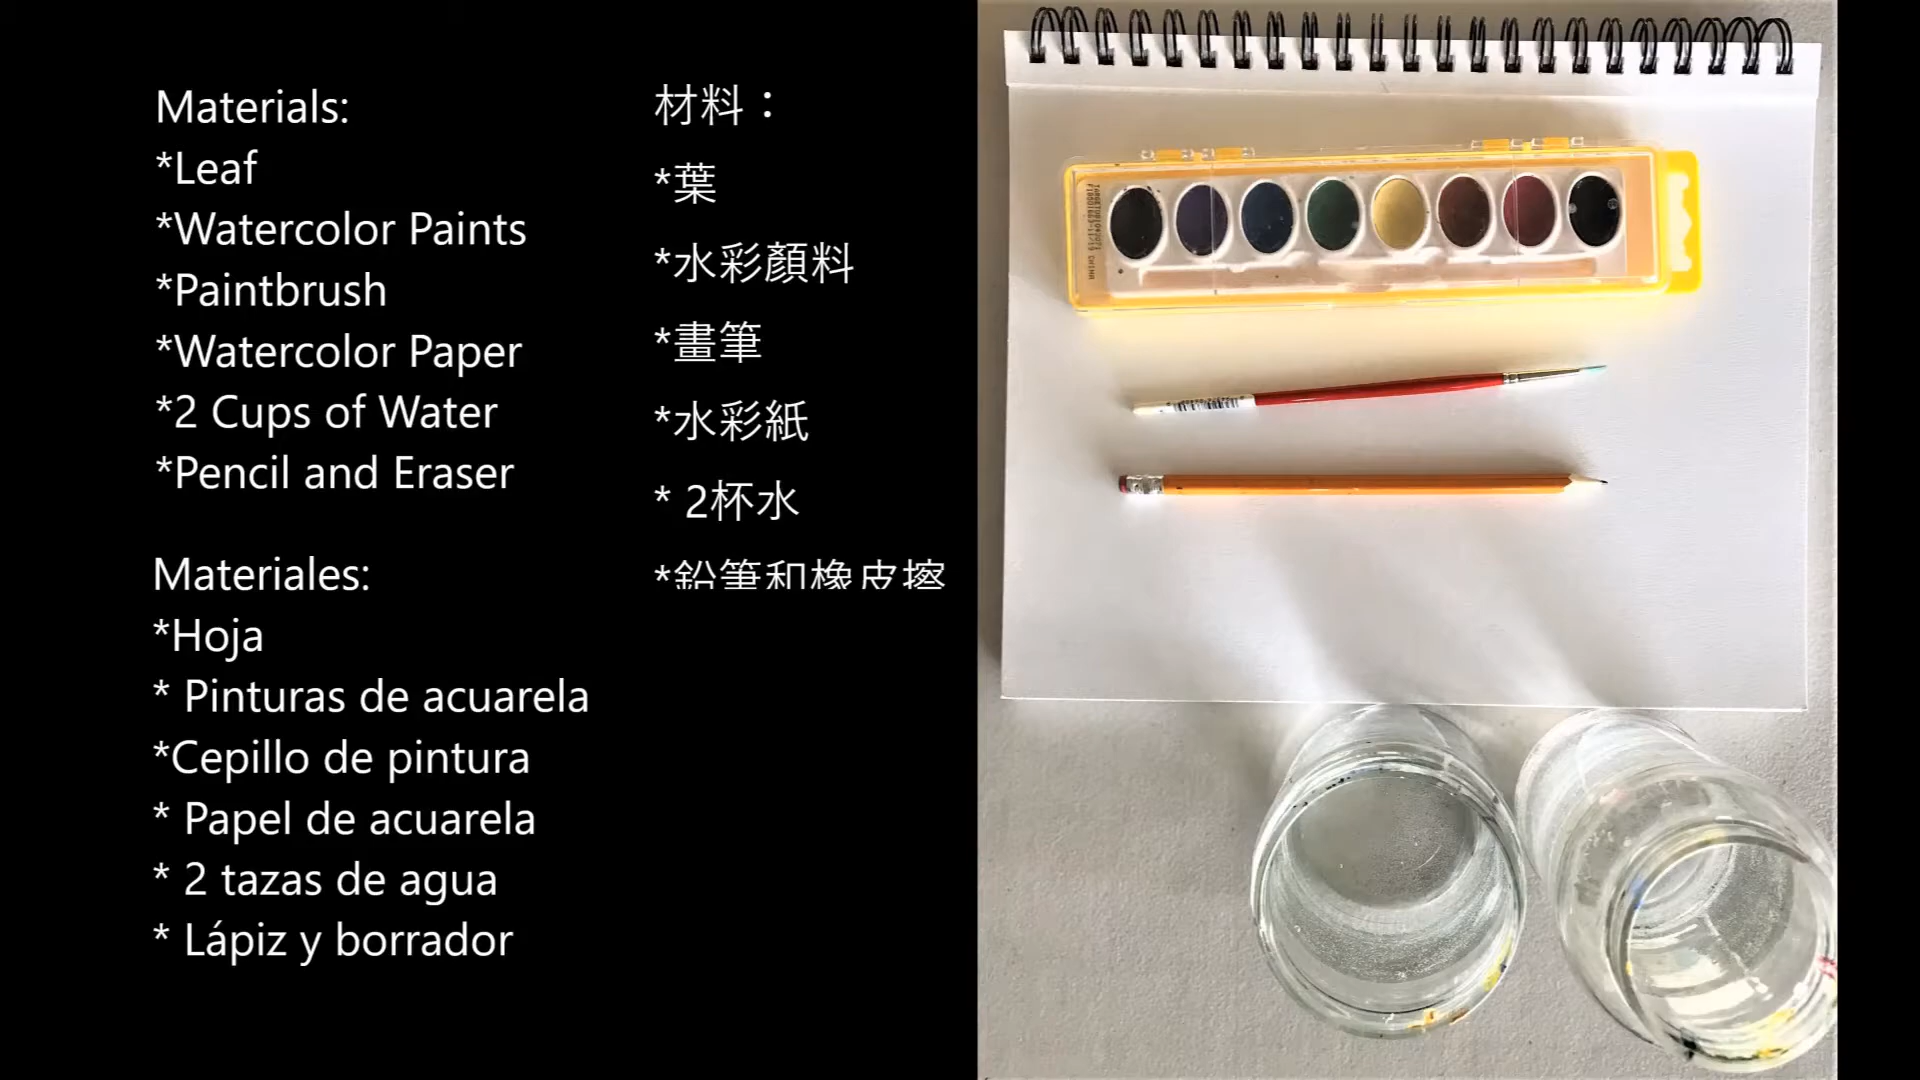 Materials:
*Leaf
*Watercolor Paints
*Paintbrush
*Watercolor Paper
*2 Cups of Water
*Pencil and Eraser
Materiales:
*Hoja
* Pinturas de acuarela
*Cepillo de pintura
* Papel de acuarela
* 2 tazas de agua
* Lápiz y borrador
材料：
*葉
*水彩顏料
*畫筆
*水彩紙
* 2杯水
*鉛筆和橡皮擦
CHINA